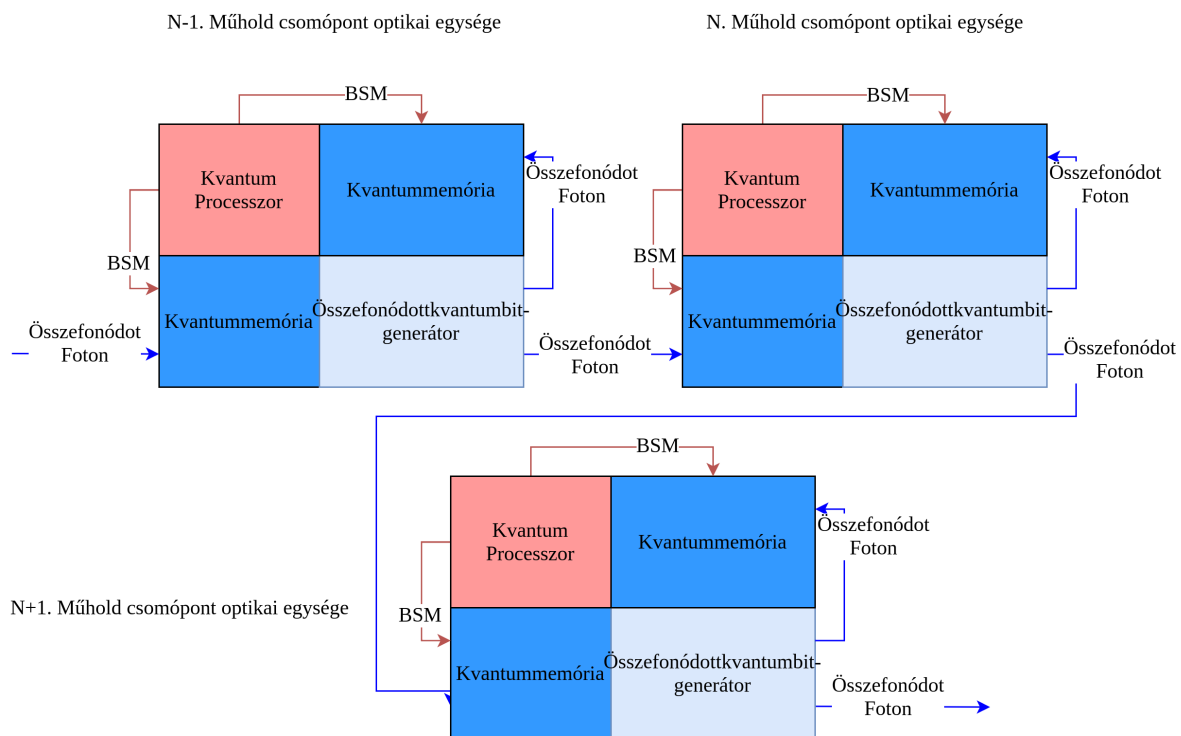 N-1. Műhold csomópont optikai egysége
N. Műhold csomópont optikai egysége
BSM
Kvantum
Processzor
Kvantummemória
Összefonódot
Foton
BSM
Kvantummemória
Összefonódottkvantumbit-
generátor
Összefonódot
Foton
Összefonódot
Foton
BSM
Kvantum
Processzor
Kvantummemória
Összefonódot
Foton
BSM
Kvantummemória
Összefonódottkvantumbit-
generátor
Összefonódot
Foton
N+1. Műhold csomópont optikai egysége
BSM
Kvantum
Processzor
Kvantummemória
Összefonódot
Foton
BSM
Kvantummemória
Összefonódottkvantumbit-
generátor
Összefonódot
Foton